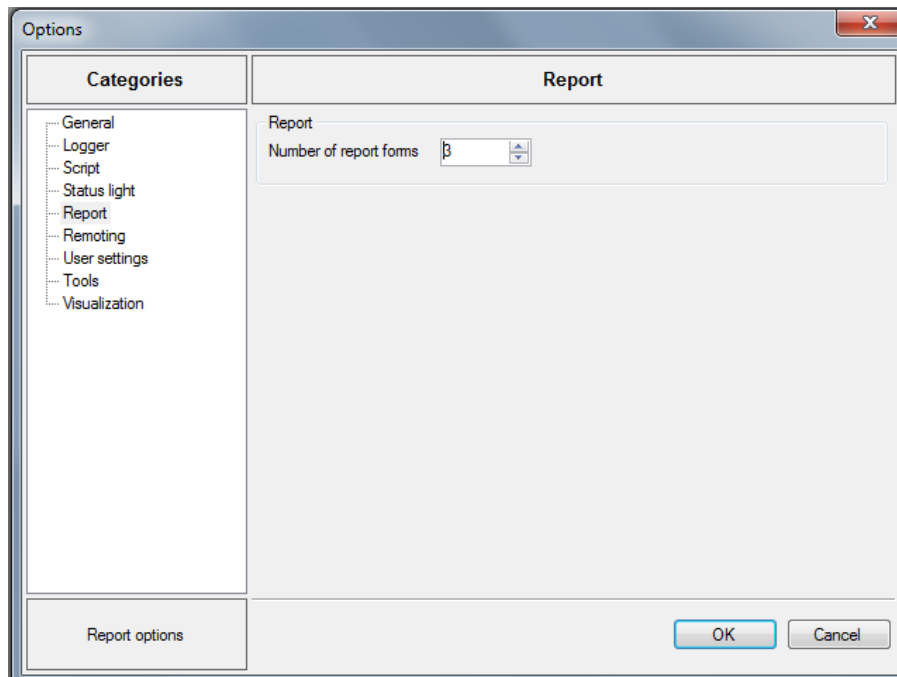 Options
Categories
Report
General
Logger
Script
Status light
Report
Remoting
User settings
Tools
Visualization
Report
Number of report forms 3
Report options
OK Cancel